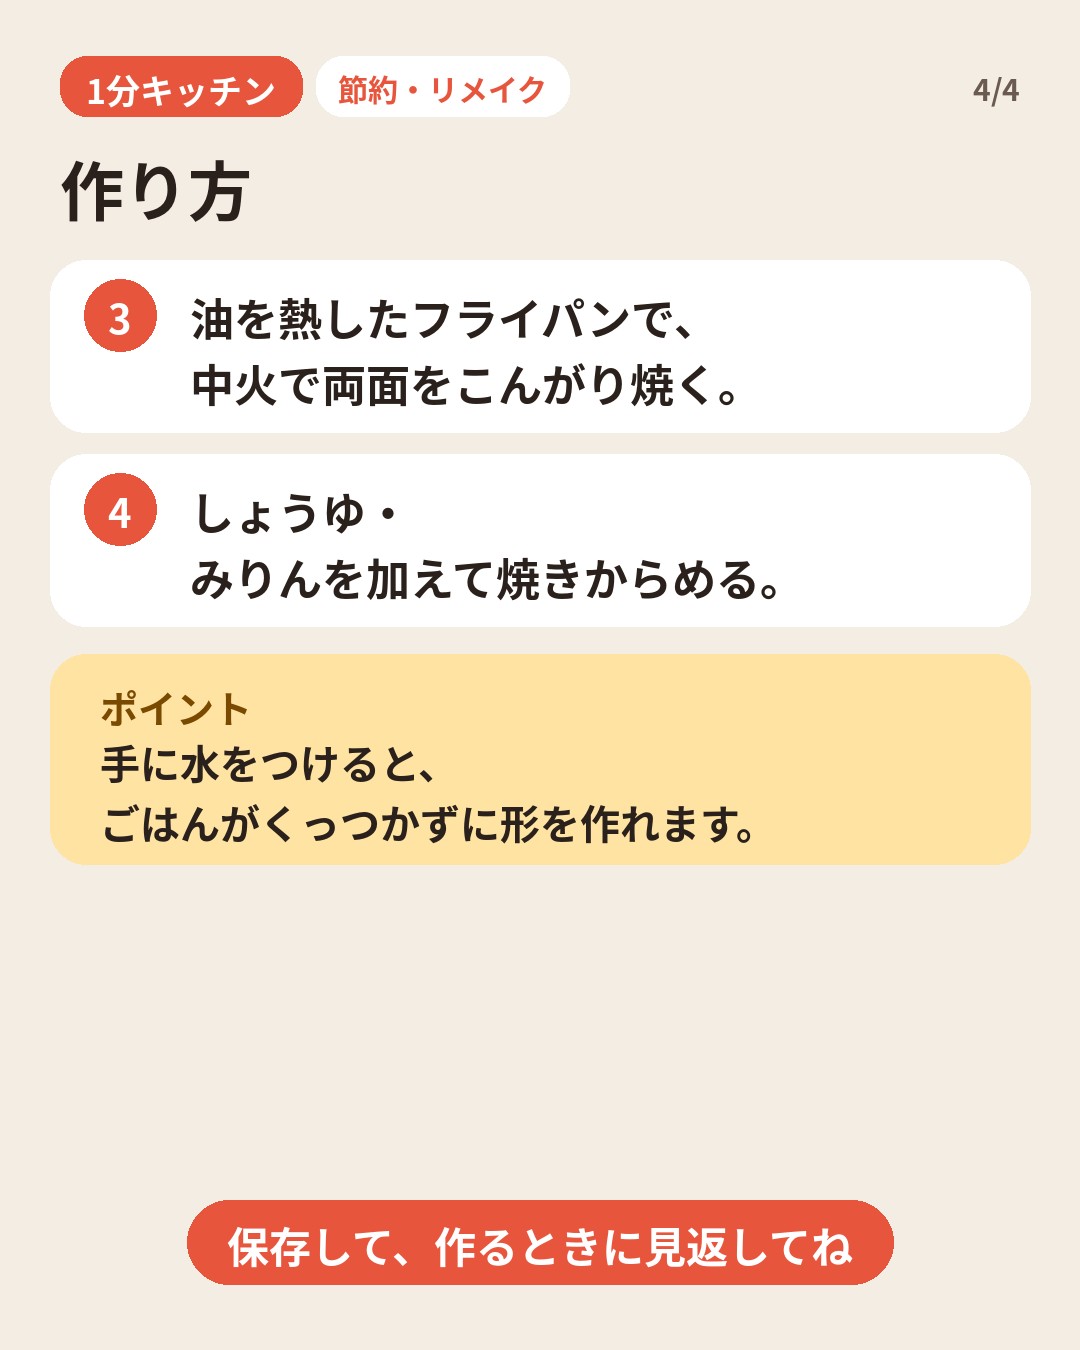 1分キッチン
節約・リメイク
4/4
作り方
3
油を熱したフライパンで、
中火で両面をこんがり焼く。
4
しょうゆ・
みりんを加えて焼きからめる。
ポイント
手に水をつけると、
ごはんがくっつかずに形を作れます。
保存して、作るときに見返してね